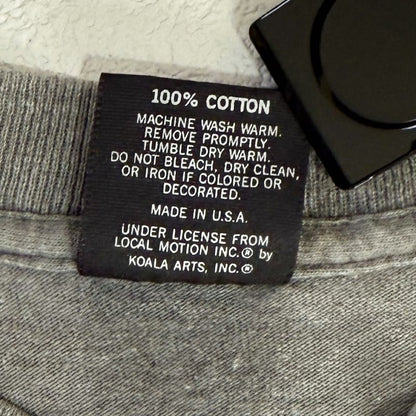 100% COTTON
MACHINE WASH WARM.
REMOVE PROMPTLY.
TUMBLE DRY WARM.
DO NOT BLEACH, DRY CLEAN,
OR IRON IF COLORED OR
DECORATED.
MADE IN U.S.A.
UNDER LICENSE FROM
LOCAL MOTION INC.® by
KOALA ARTS, INC.®